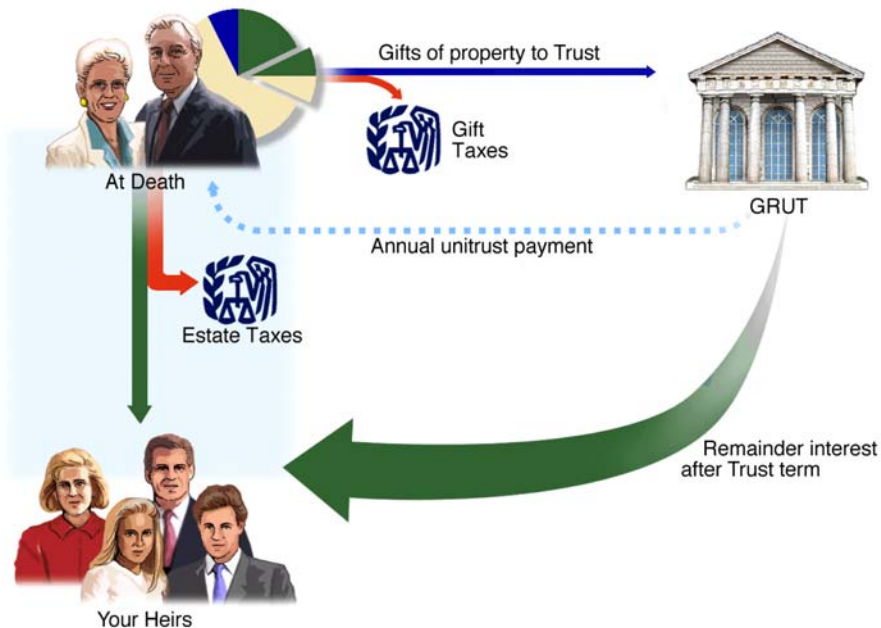 Gifts of property to Trust
Gift
Taxes
At Death
GRUT
Annual unitrust payment
Estate Taxes
Remainder interest
after Trust term
Your Heirs